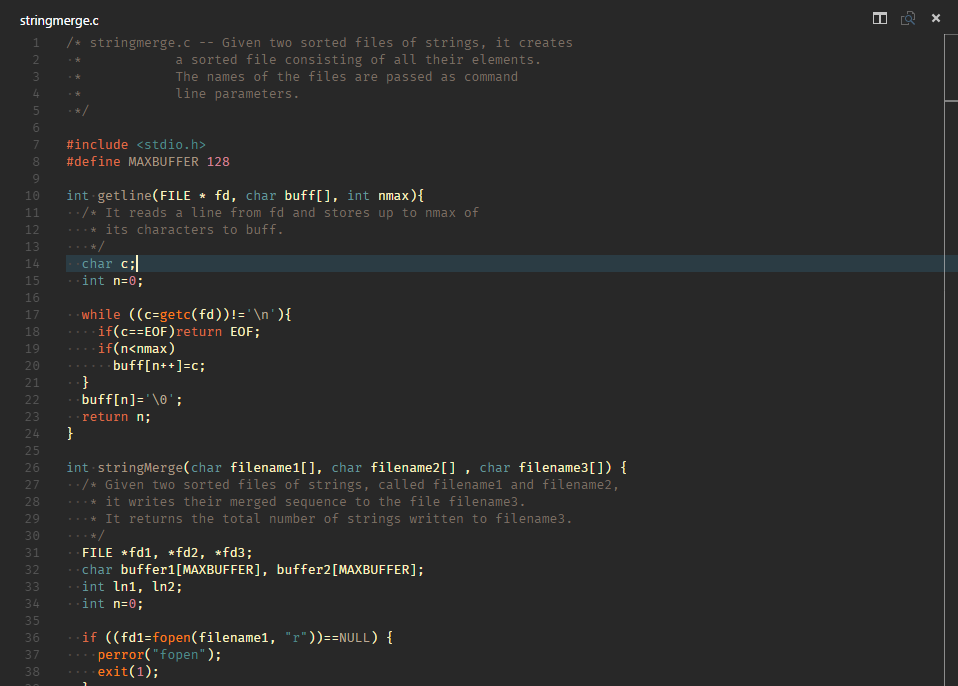 stringmerge.c
1 /* stringmerge.c -- Given two sorted files of strings, it creates
2 * a sorted file consisting of all their elements.
3 * The names of the files are passed as command
4 * line parameters.
5 */
6
7 #include <stdio.h>
8 #define MAXBUFFER 128
9
10 int getline(FILE * fd, char buff[], int nmax){
11 /* It reads a line from fd and stores up to nmax of
12 * its characters to buff.
13 */
14 char c;
15 int n=0;
16
17 while ((c=getc(fd))!='\n'){
18 if(c==EOF)return EOF;
19 if(n<nmax)
20 buff[n++]=c;
21 }
22 buff[n]='\0';
23 return n;
24 }
25
26 int stringMerge(char filename1[], char filename2[] , char filename3[]) {
27 /* Given two sorted files of strings, called filename1 and filename2,
28 * it writes their merged sequence to the file filename3.
29 * It returns the total number of strings written to filename3.
30 */
31 FILE *fd1, *fd2, *fd3;
32 char buffer1[MAXBUFFER], buffer2[MAXBUFFER];
33 int ln1, ln2;
34 int n=0;
35
36 if ((fd1=fopen(filename1, "r"))==NULL) {
37 perror("fopen");
38 exit(1);